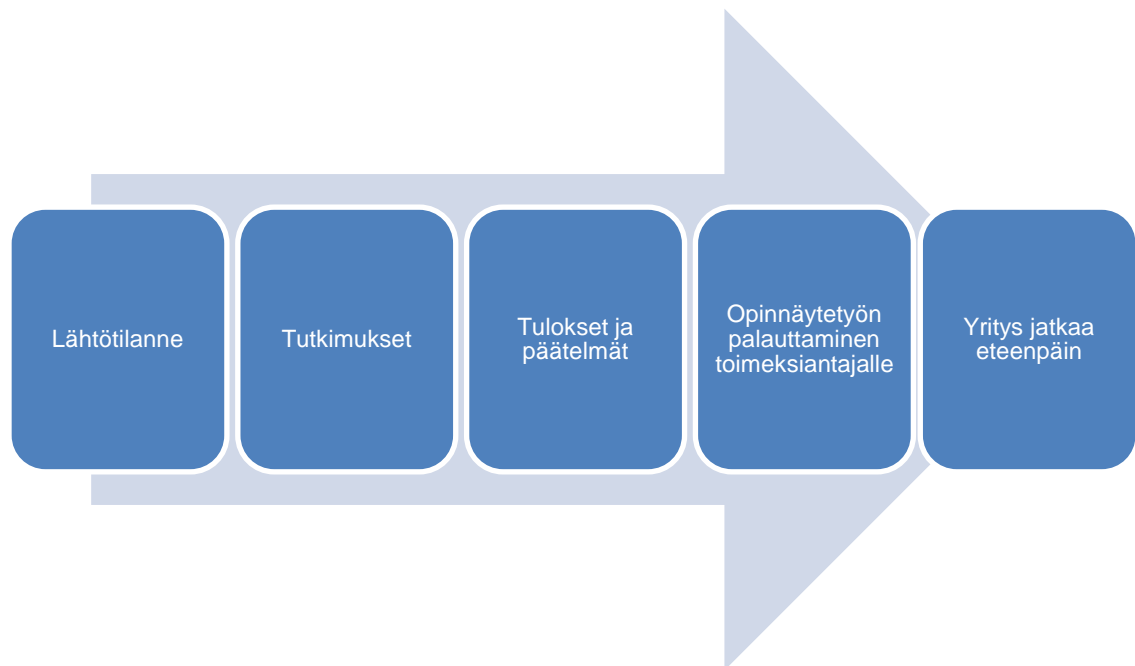 Lähtötilanne
Tutkimukset
Tulokset ja
päätelmät
Opinnäytetyön
palauttaminen
toimeksiantajalle
Yritys jatkaa
eteenpäin